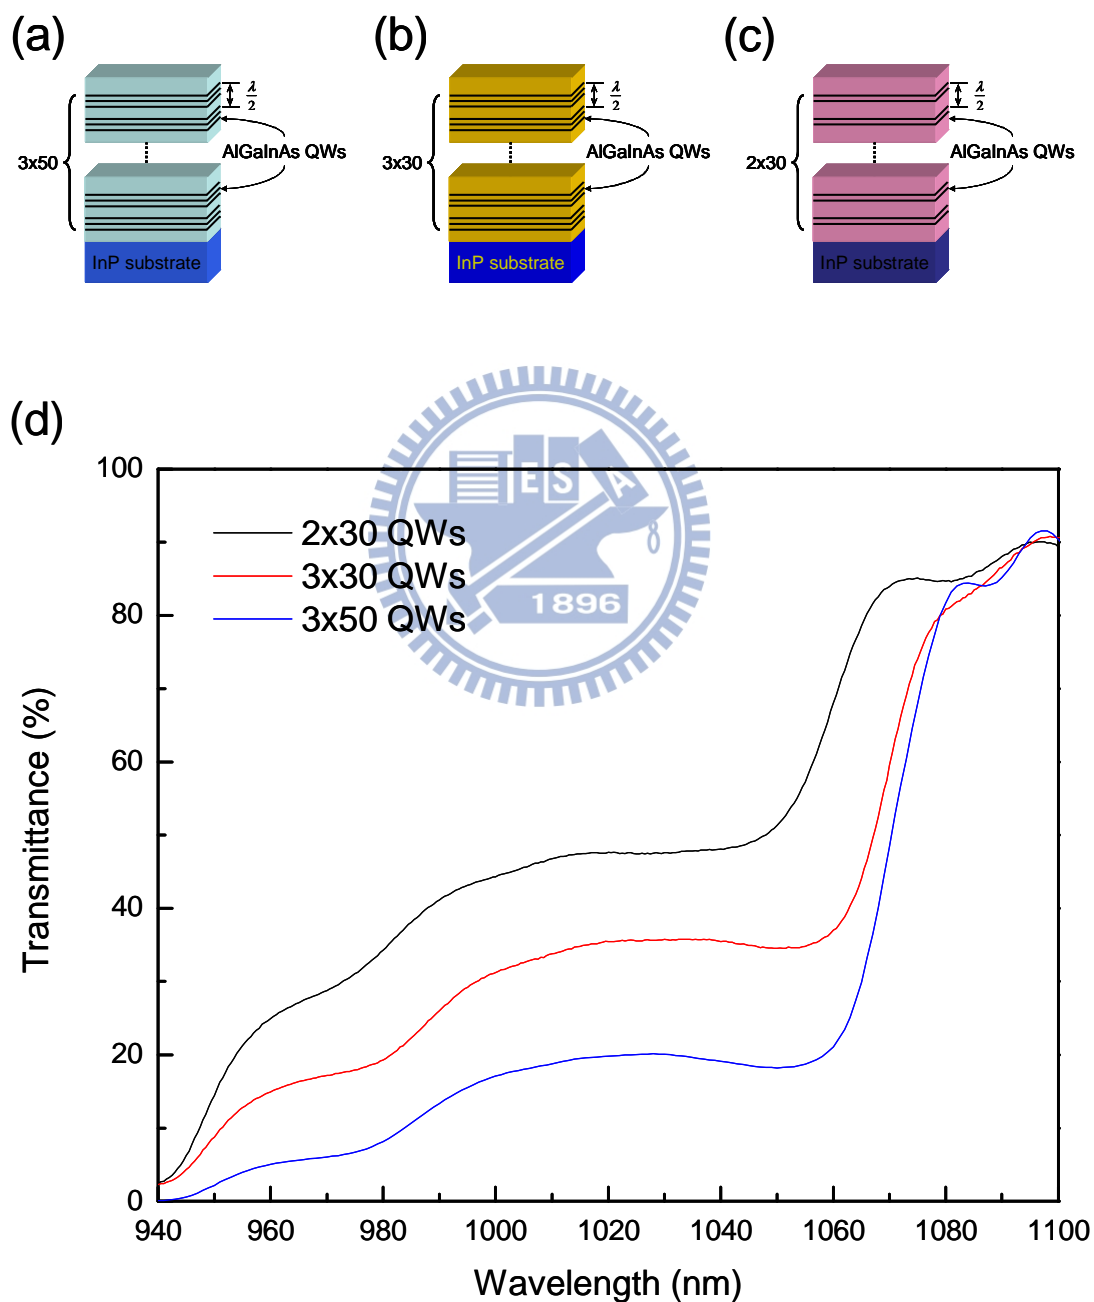 (a)
(b)
(c)
λ/2
λ/2
λ/2
3x50
AlGaInAs QWs
3x30
AlGaInAs QWs
2x30
AlGaInAs QWs
InP substrate
InP substrate
InP substrate
(d)
E S A
1896
2x30 QWs
3x30 QWs
3x50 QWs
100
80
60
40
20
0
Transmittance (%)
940 960 980 1000 1020 1040 1060 1080 1100
Wavelength (nm)